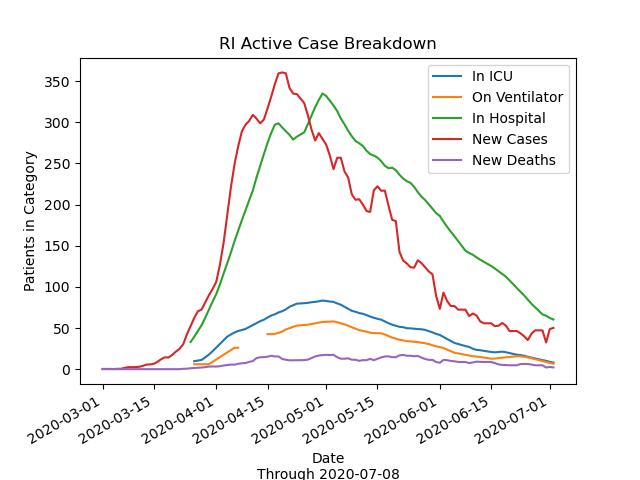 RI Active Case Breakdown
In ICU
On Ventilator
In Hospital
New Cases
New Deaths
Patients in Category
350
300
250
200
150
100
50
0
2020-03-01
2020-03-15
2020-04-01
2020-04-15
2020-05-01
2020-05-15
2020-06-01
2020-06-15
2020-07-01
Date
Through 2020-07-08